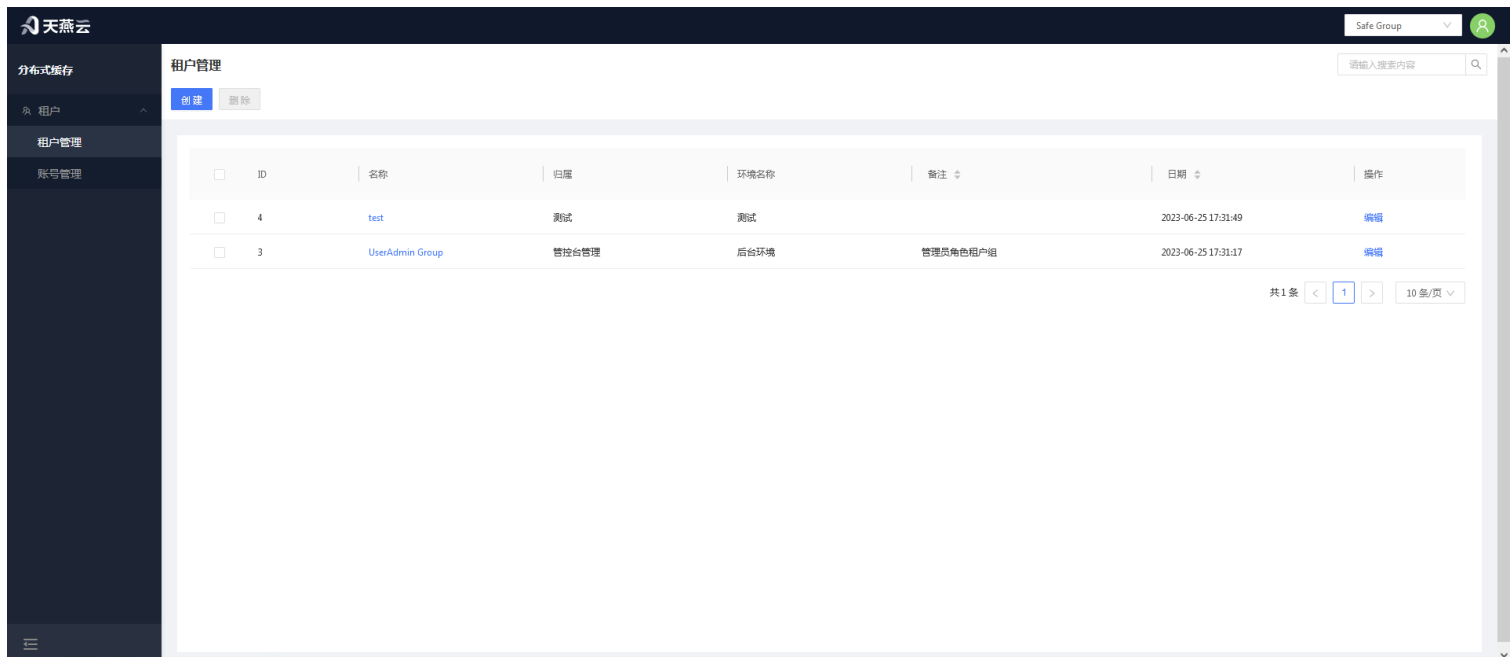 天燕云
Safe Group
分布式缓存
租户管理
请输入搜索内容
创建 删除
租户
租户管理
账号管理
ID 名称 归属 环境名称 备注 日期 操作
4 test 测试 测试 2023-06-25 17:31:49 编辑
3 UserAdmin Group 管控台管理 后台环境 管理员角色租户组 2023-06-25 17:31:17 编辑
共1条 < 1 > 10 条/页